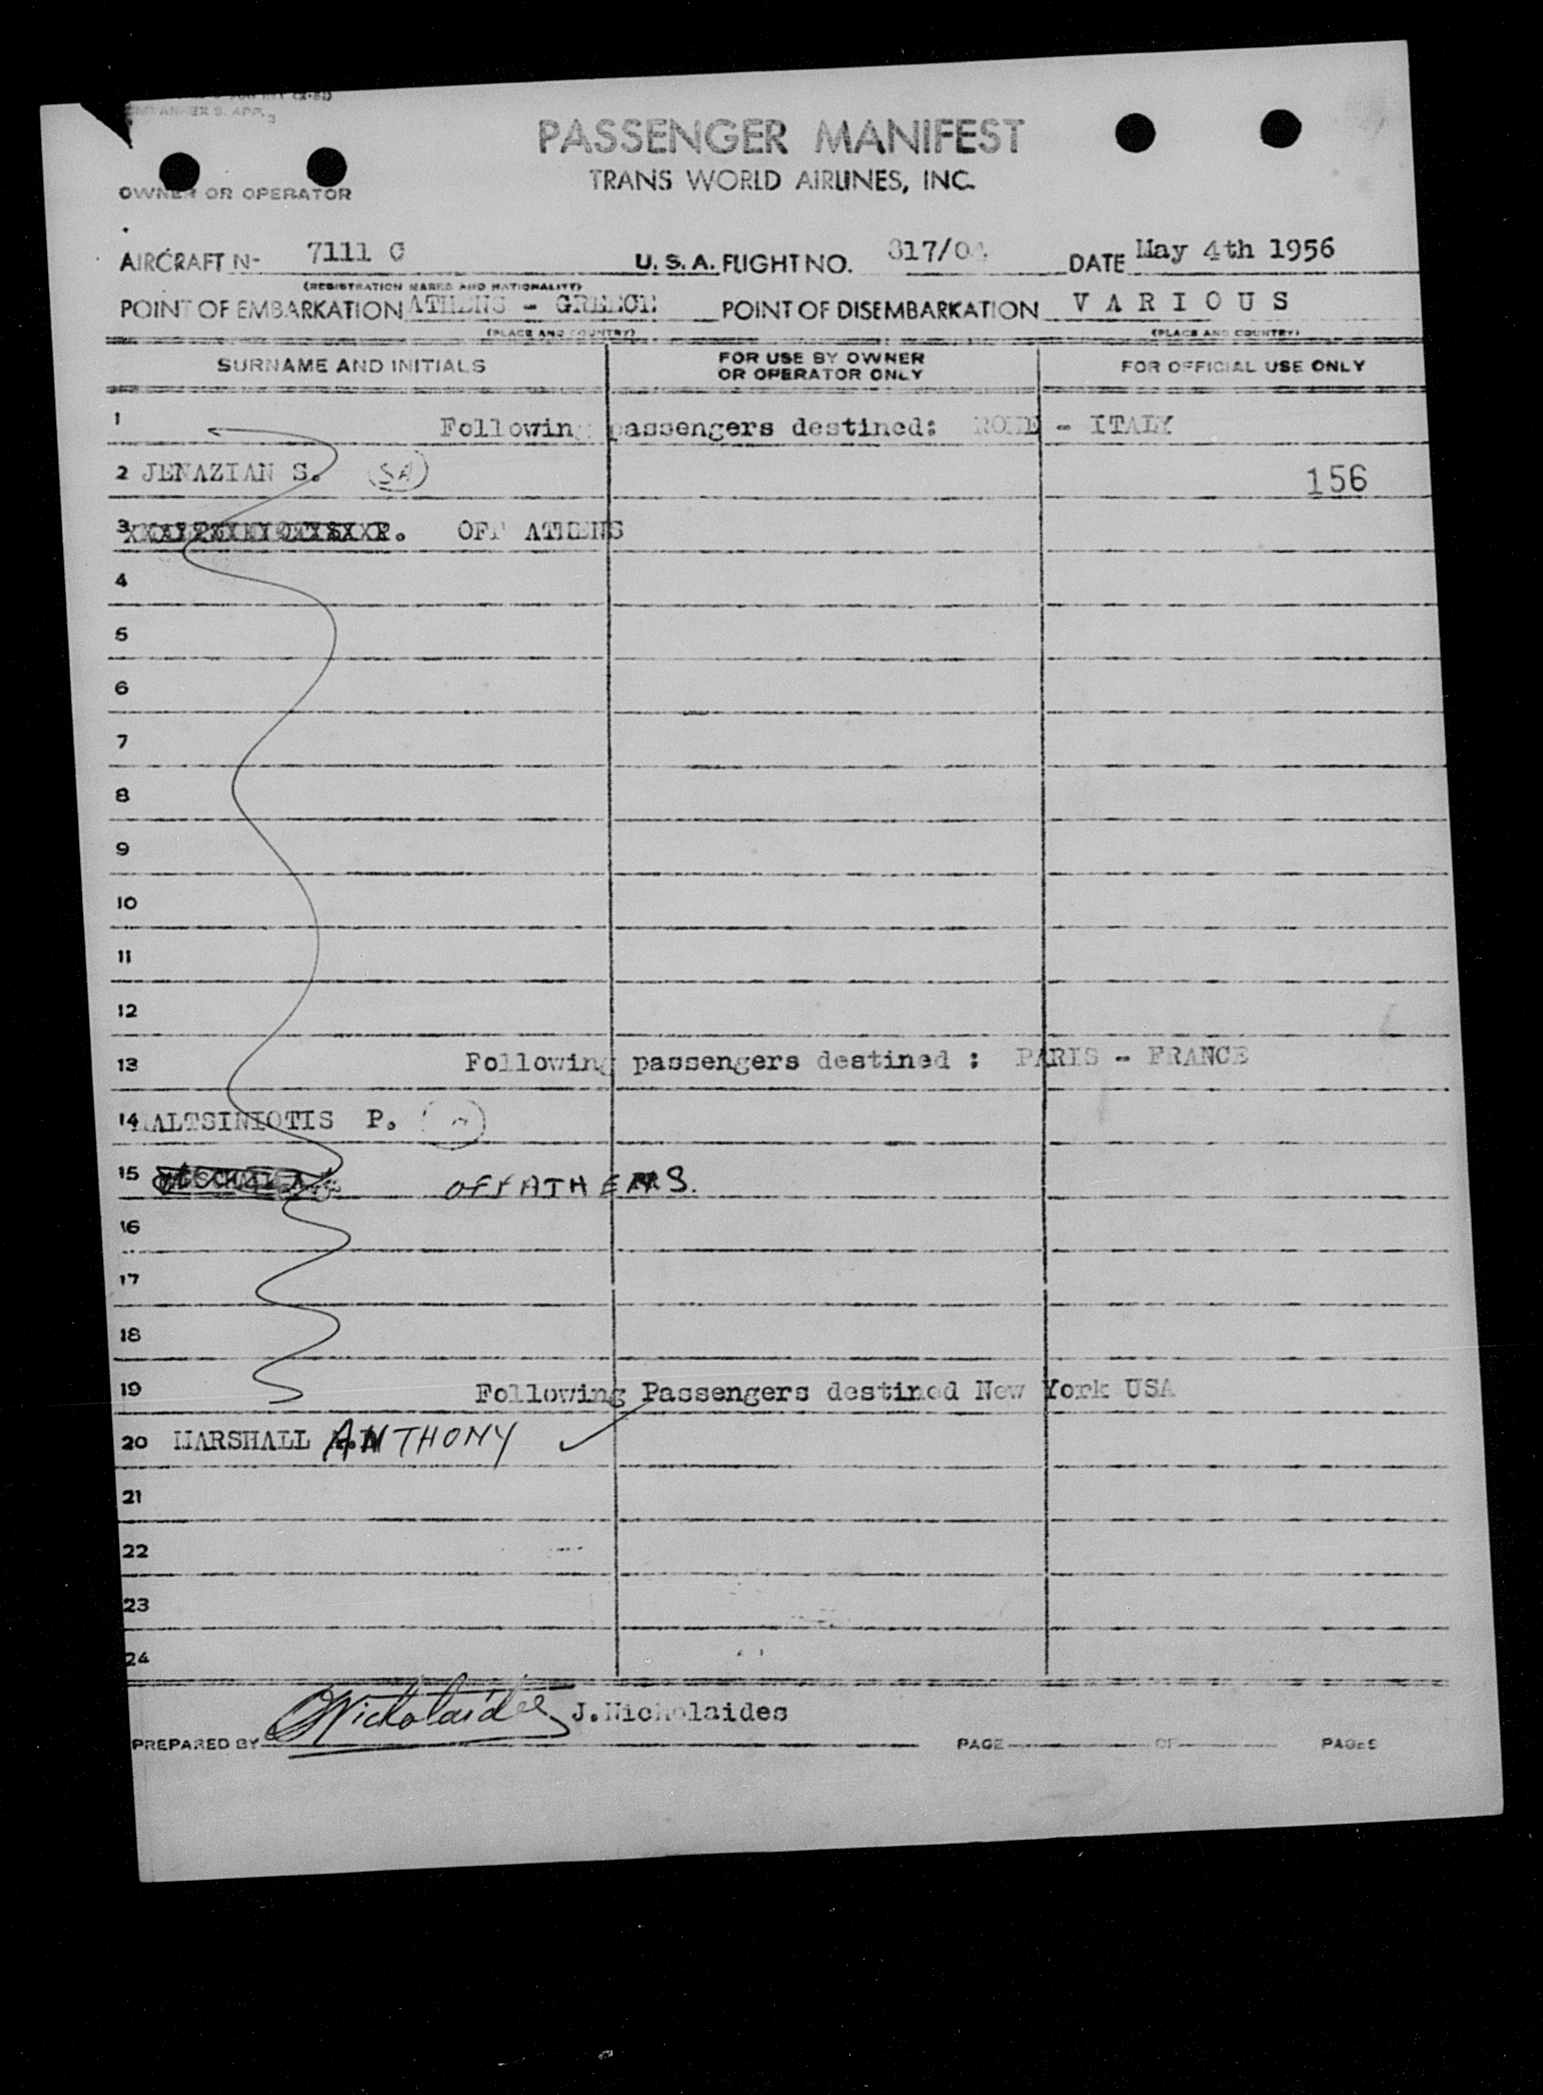 PASSENGER MANIFEST
TRANS WORLD AIRLINES, INC.
OWNER OR OPERATOR
AIRCRAFT N- 7111 C U. S. A. FLIGHT NO. 817/04 DATE May 4th 1956
(REGISTRATION MARKS AND NATIONALITY)
POINT OF EMBARKATION ATHENS - GREECE POINT OF DISEMBARKATION V A R I O U S
(PLACE AND COUNTRY) (PLACE AND COUNTRY)
SURNAME AND INITIALS FOR USE BY OWNER OR OPERATOR ONLY FOR OFFICIAL USE ONLY
1 Following passengers destined: ROME - ITALY
2 JENAZIAN S. SA 156
3 OFF ATHENS
4
5
6
7
8
9
10
11
12
13 Following passengers destined : PARIS - FRANCE
14 ALTSINIOTIS P.
15 OFF ATHENS.
16
17
18
19 Following Passengers destined New York USA
20 MARSHALL ANTHONY
21
22
23
24
PREPARED BY Nicholaides J.Nicholaides PAGE OF PAGES